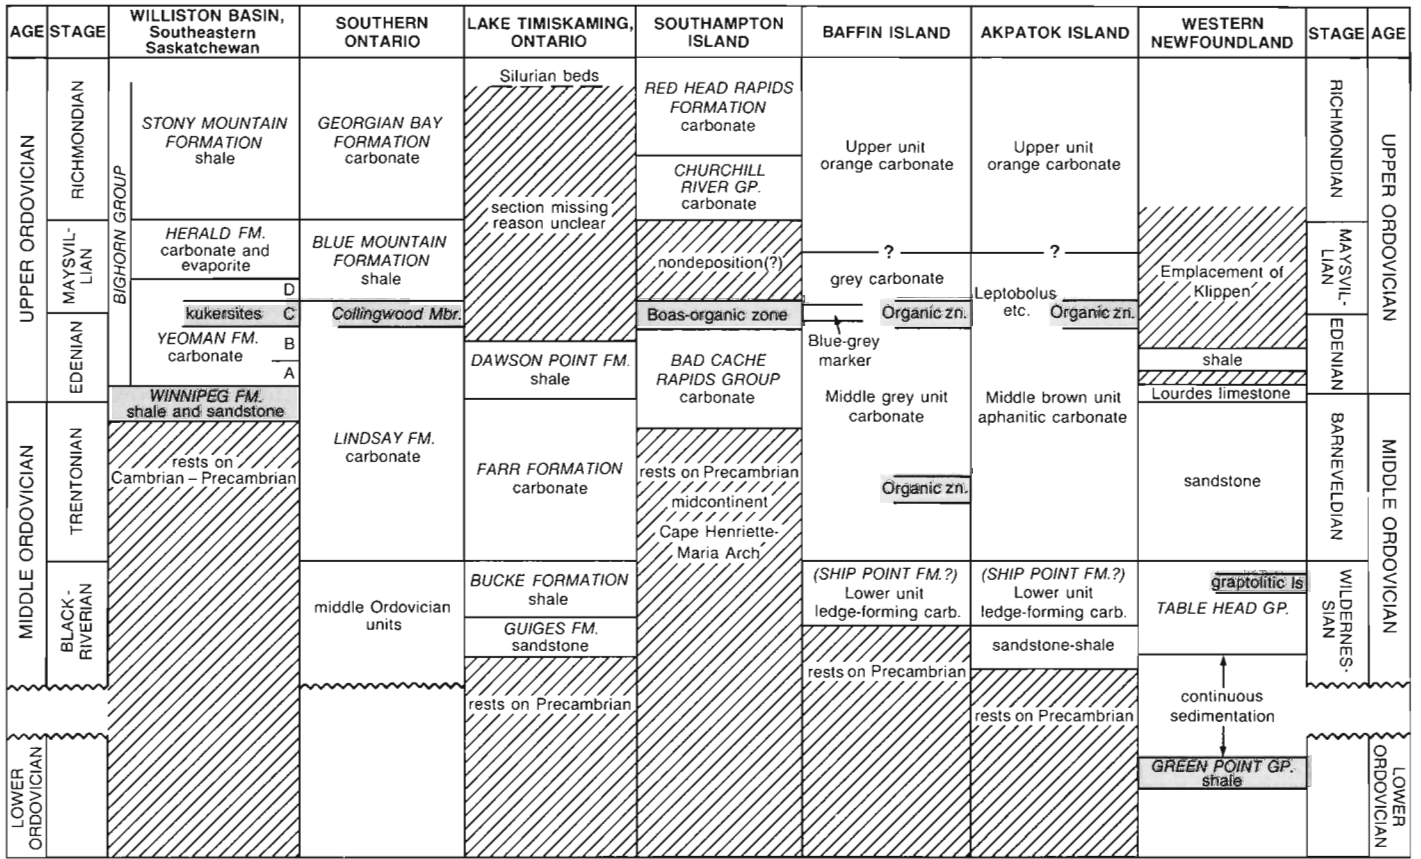 AGE
STAGE
WILLISTON BASIN,
Southeastern
Saskatchewan
SOUTHERN
ONTARIO
LAKE TIMISKAMING,
ONTARIO
SOUTHAMPTON
ISLAND
BAFFIN ISLAND
AKPATOK ISLAND
WESTERN
NEWFOUNDLAND
STAGE
AGE
UPPER ORDOVICIAN
MIDDLE ORDOVICIAN
LOWER
ORDOVICIAN
RICHMONDIAN
MAYSVIL-
LIAN
EDENIAN
TRENTONIAN
BLACK-
RIVERIAN
BIGHORN GROUP
STONY MOUNTAIN
FORMATION
shale
HERALD FM.
carbonate and
evaporite
D
kukersites C
YEOMAN FM.
carbonate
B
A
WINNIPEG FM.
shale and sandstone
rests on
Cambrian – Precambrian
GEORGIAN BAY
FORMATION
carbonate
BLUE MOUNTAIN
FORMATION
shale
Collingwood Mbr.
LINDSAY FM.
carbonate
middle Ordovician
units
Silurian beds
section missing
reason unclear
DAWSON POINT FM.
shale
FARR FORMATION
carbonate
BUCKE FORMATION
shale
GUIGES FM.
sandstone
rests on Precambrian
RED HEAD RAPIDS
FORMATION
carbonate
CHURCHILL
RIVER GP.
carbonate
nondeposition(?)
Boas-organic zone
BAD CACHE
RAPIDS GROUP
carbonate
rests on Precambrian
midcontinent
Cape Henriette-
Maria Arch
Upper unit
orange carbonate
?
grey carbonate
Organic zn.
Blue-grey
marker
Middle grey unit
carbonate
Organic zn.
(SHIP POINT FM.?)
Lower unit
ledge-forming carb.
rests on Precambrian
Upper unit
orange carbonate
?
Leptobolus
etc.
Organic zn.
Middle brown unit
aphanitic carbonate
(SHIP POINT FM.?)
Lower unit
ledge-forming carb.
sandstone-shale
rests on Precambrian
Emplacement of
Klippen
shale
Lourdes limestone
sandstone
graptolitic ls
TABLE HEAD GP.
continuous
sedimentation
GREEN POINT GP.
shale
RICHMONDIAN
MAYSVIL-
LIAN
EDENIAN
BARNEVELDIAN
WILDERNES-
SIAN
UPPER ORDOVICIAN
MIDDLE ORDOVICIAN
LOWER
ORDOVICIAN